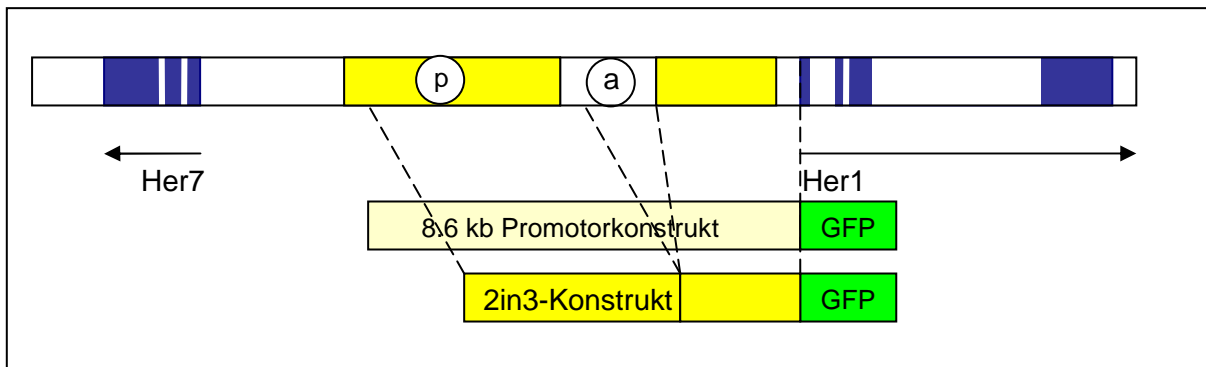 p
a
Her7
Her1
8.6 kb Promotorkonstrukt
GFP
2in3-Konstrukt
GFP